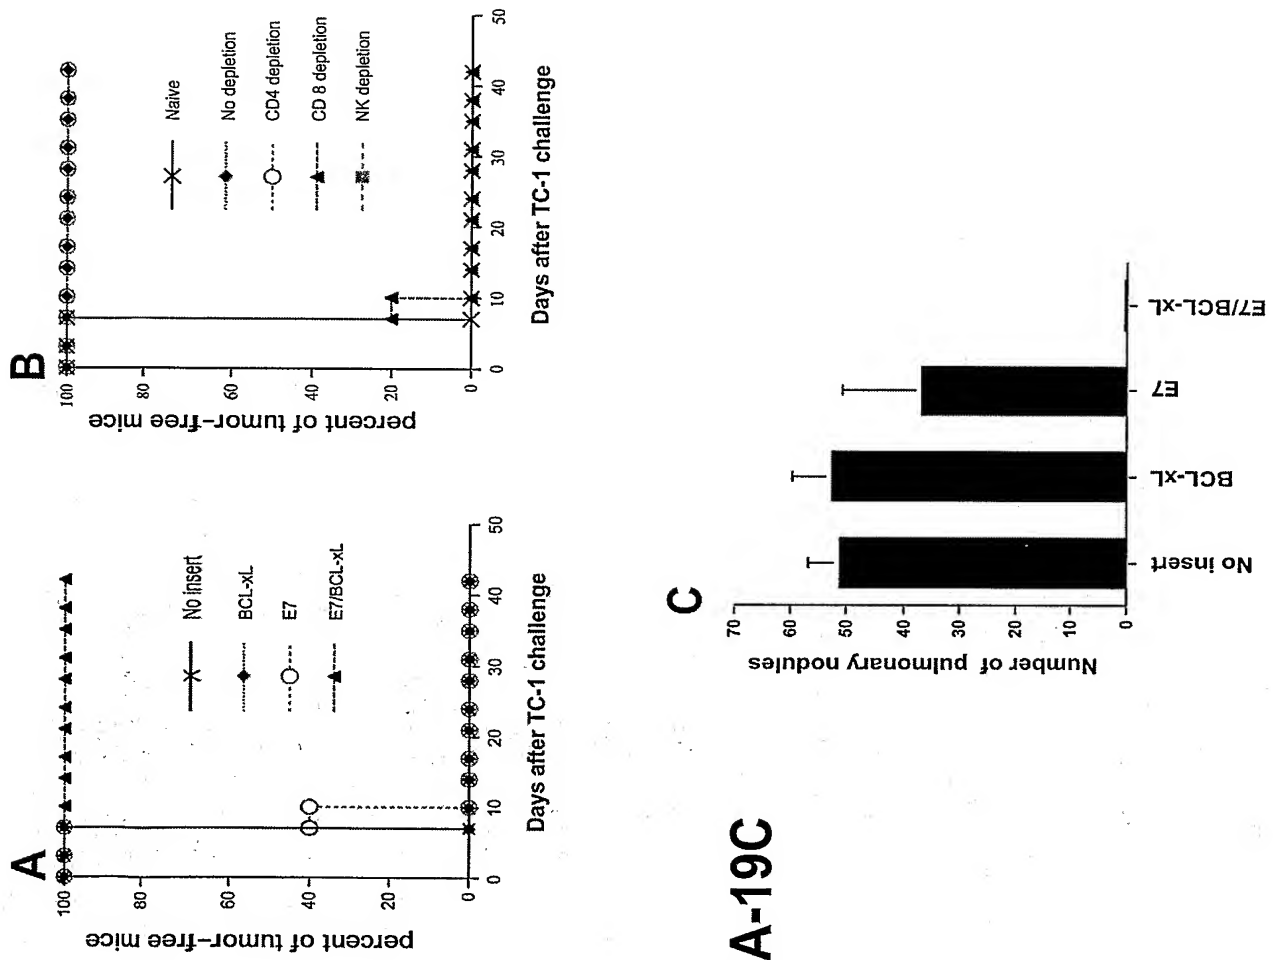 A
percent of tumor-free mice
100
80
60
40
20
0
0
10
20
30
40
50
Days after TC-1 challenge
No insert
BCL-xL
E7
E7/BCL-xL
B
percent of tumor-free mice
100
80
60
40
20
0
0
10
20
30
40
50
Days after TC-1 challenge
Naive
No depletion
CD4 depletion
CD 8 depletion
NK depletion
C
Number of pulmonary nodules
70
60
50
40
30
20
10
0
No insert
BCL-xL
E7
E7/BCL-xL
A-19C